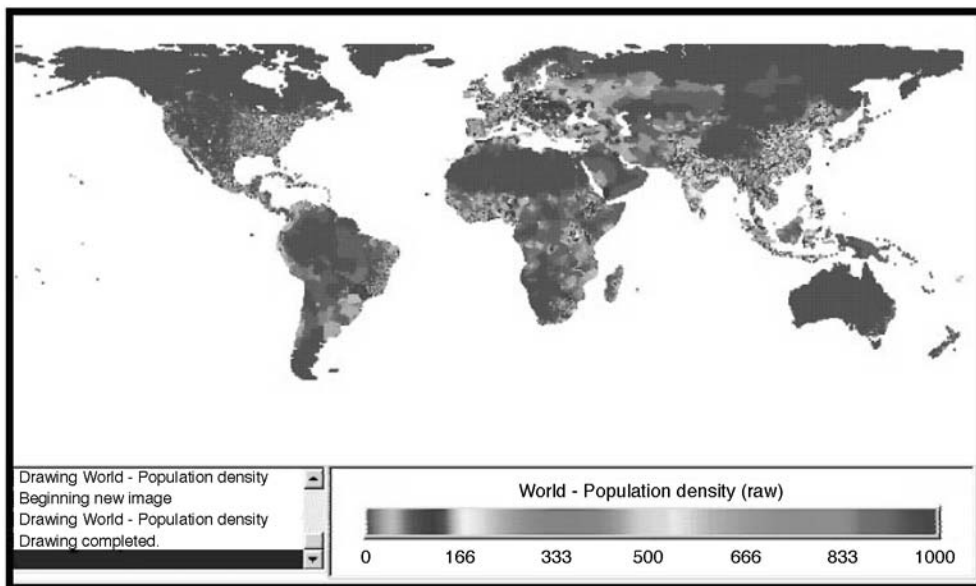 Drawing World - Population density
Beginning new image
Drawing World - Population density
Drawing completed.
World - Population density (raw)
0 166 333 500 666 833 1000